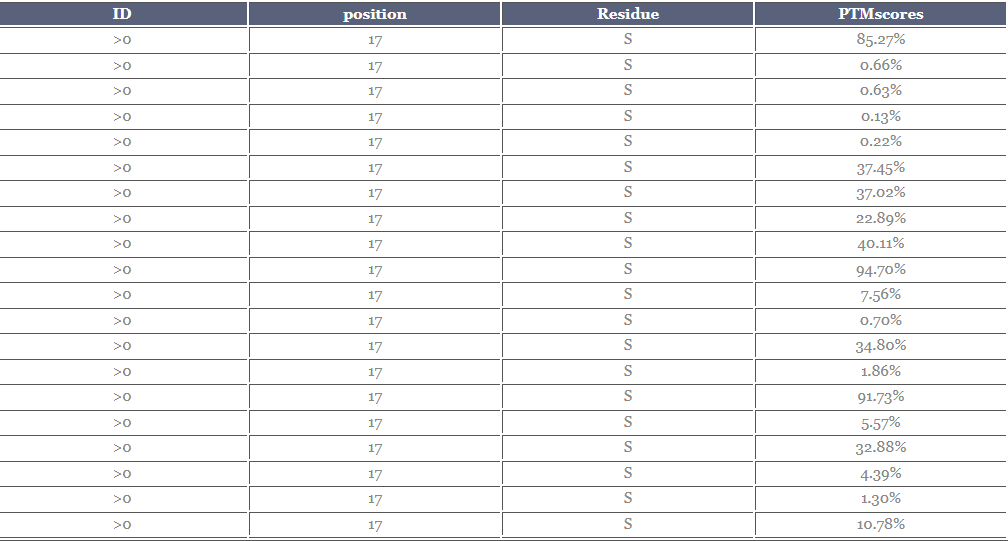 ID position Residue PTMscores
>0 17 S 85.27%
>0 17 S 0.66%
>0 17 S 0.63%
>0 17 S 0.13%
>0 17 S 0.22%
>0 17 S 37.45%
>0 17 S 37.02%
>0 17 S 22.89%
>0 17 S 40.11%
>0 17 S 94.70%
>0 17 S 7.56%
>0 17 S 0.70%
>0 17 S 34.80%
>0 17 S 1.86%
>0 17 S 91.73%
>0 17 S 5.57%
>0 17 S 32.88%
>0 17 S 4.39%
>0 17 S 1.30%
>0 17 S 10.78%